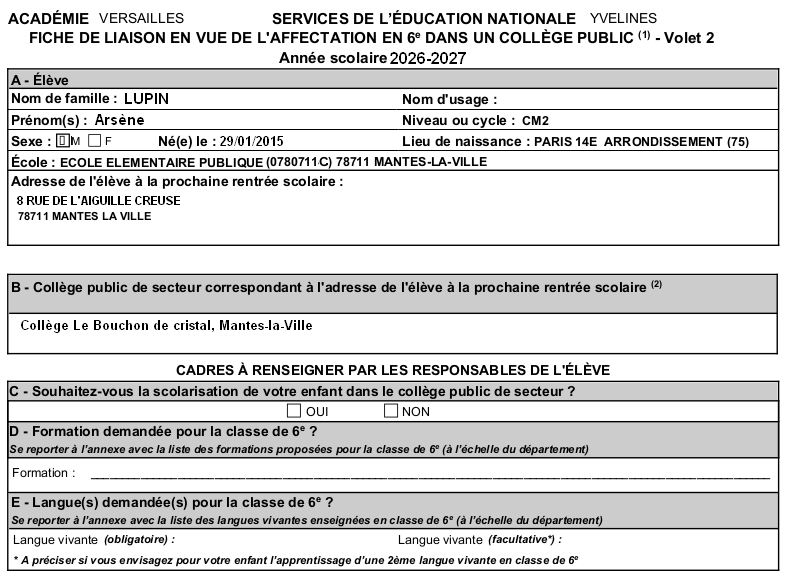 ACADÉMIE VERSAILLES SERVICES DE L'ÉDUCATION NATIONALE YVELINES
FICHE DE LIAISON EN VUE DE L'AFFECTATION EN 6e DANS UN COLLÈGE PUBLIC (1) - Volet 2
Année scolaire 2026-2027
A - Élève
Nom de famille : LUPIN Nom d'usage :
Prénom(s) : Arsène Niveau ou cycle : CM2
Sexe : M F Né(e) le : 29/01/2015 Lieu de naissance : PARIS 14E ARRONDISSEMENT (75)
École : ECOLE ELEMENTAIRE PUBLIQUE (0780711C) 78711 MANTES-LA-VILLE
Adresse de l'élève à la prochaine rentrée scolaire :
8 RUE DE L'AIGUILLE CREUSE
78711 MANTES LA VILLE
B - Collège public de secteur correspondant à l'adresse de l'élève à la prochaine rentrée scolaire (2)
Collège Le Bouchon de cristal, Mantes-la-Ville
CADRES À RENSEIGNER PAR LES RESPONSABLES DE L'ÉLÈVE
C - Souhaitez-vous la scolarisation de votre enfant dans le collège public de secteur ?
OUI NON
D - Formation demandée pour la classe de 6e ?
Se reporter à l'annexe avec la liste des formations proposées pour la classe de 6e (à l'échelle du département)
Formation :
E - Langue(s) demandée(s) pour la classe de 6e ?
Se reporter à l'annexe avec la liste des langues vivantes enseignées en classe de 6e (à l'échelle du département)
Langue vivante (obligatoire) : Langue vivante (facultative*) :
* A préciser si vous envisagez pour votre enfant l'apprentissage d'une 2ème langue vivante en classe de 6e